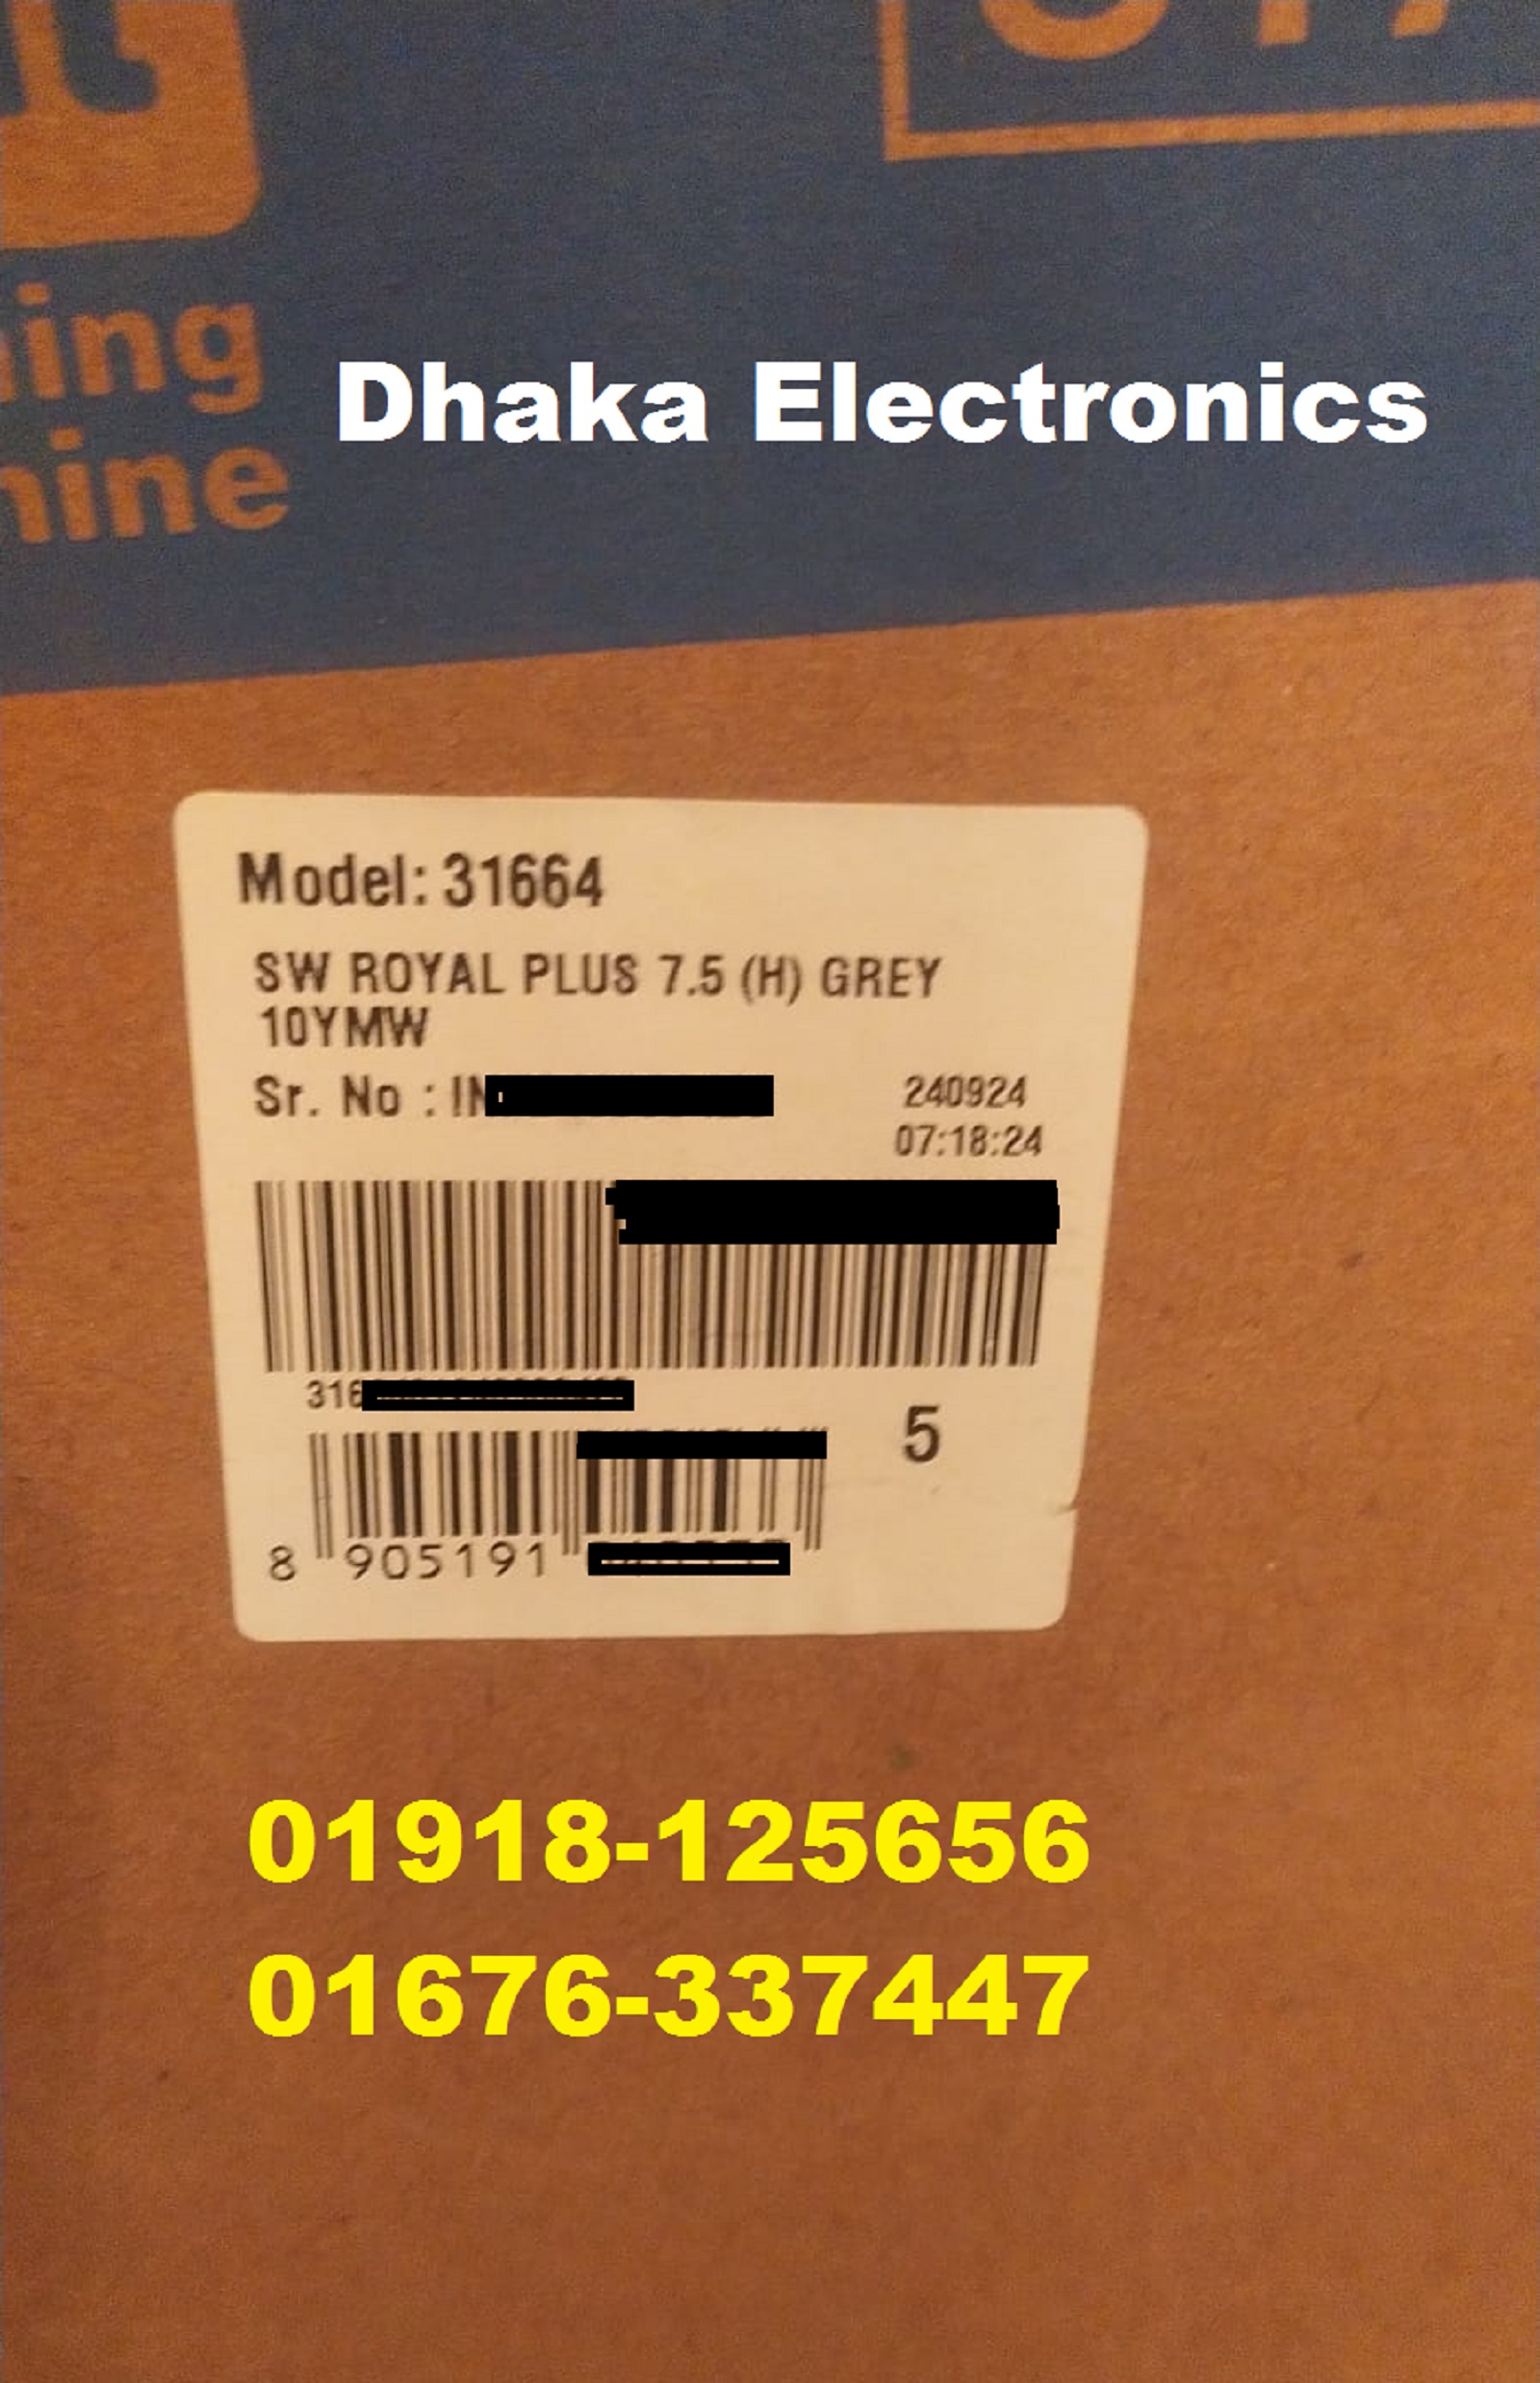 ing
Dhaka Electronics
Model: 31664
SW ROYAL PLUS 7.5 (H) GREY
10YMW
Sr. No : IN
240924
07:18:24
316
5
8 905191
01918-125656
01676-337447